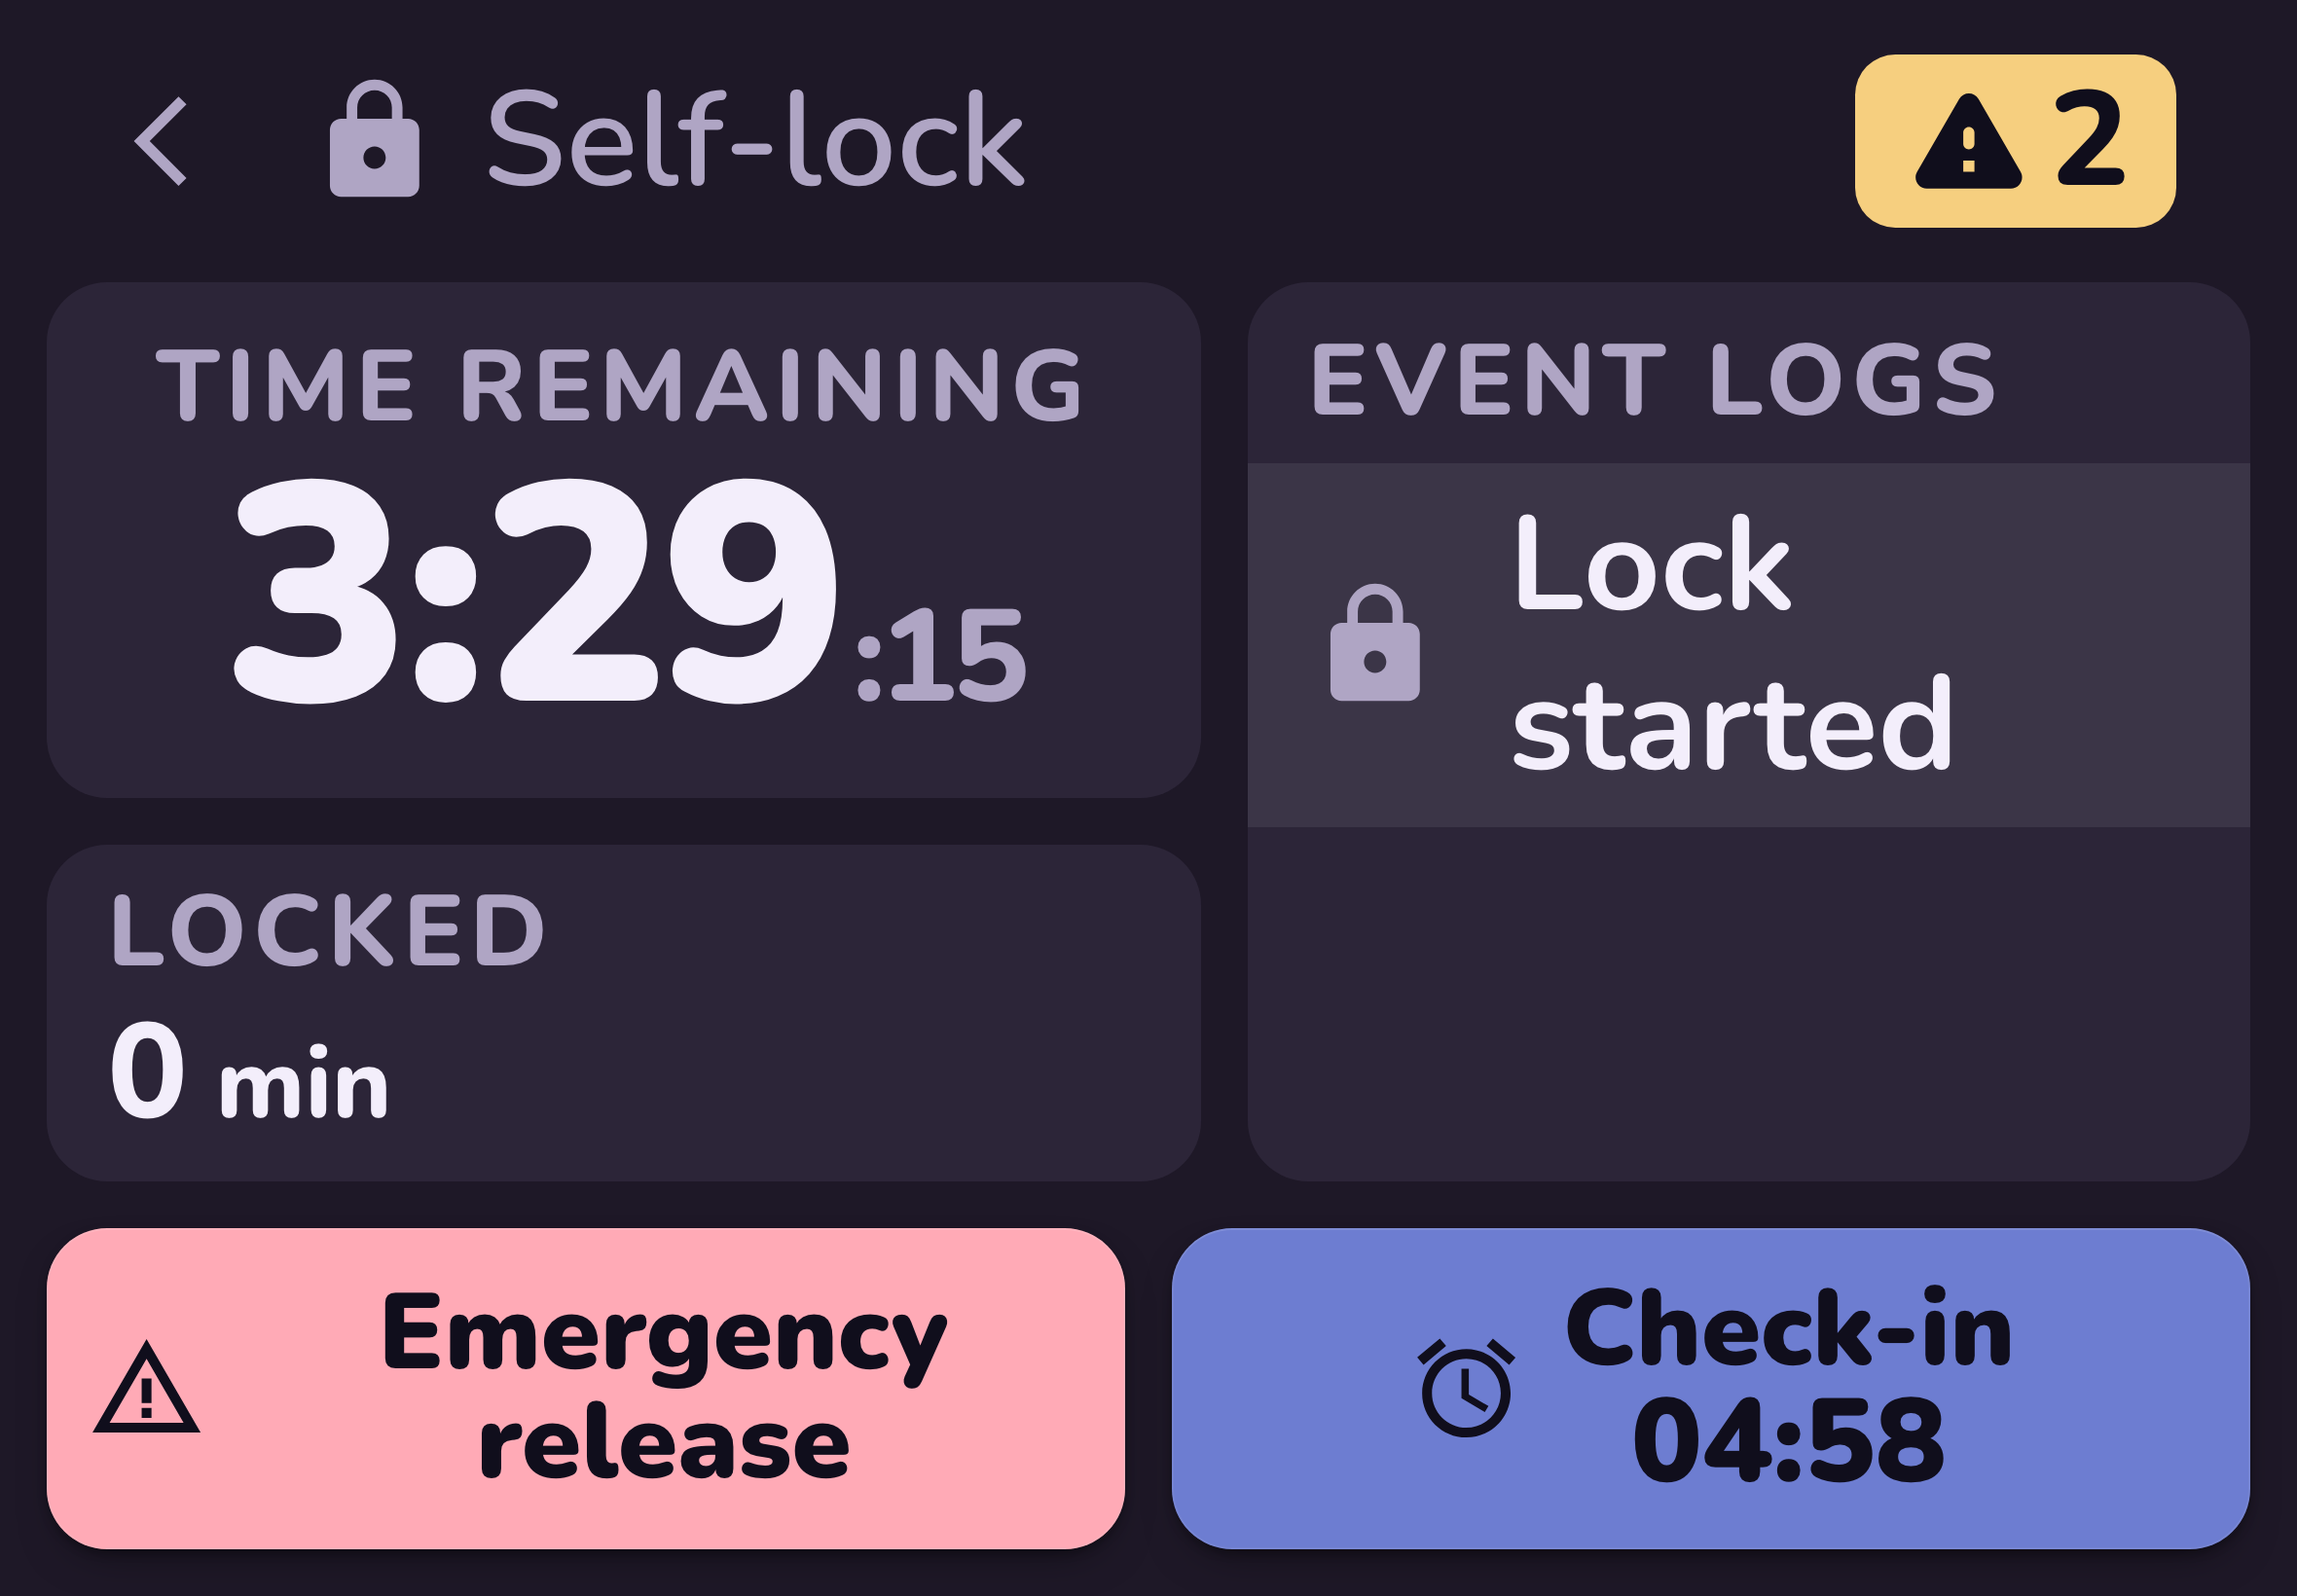 Self-lock
2
TIME REMAINING
3:29:15
LOCKED
0 min
EVENT LOGS
Lock
started
Emergency
release
Check-in
04:58